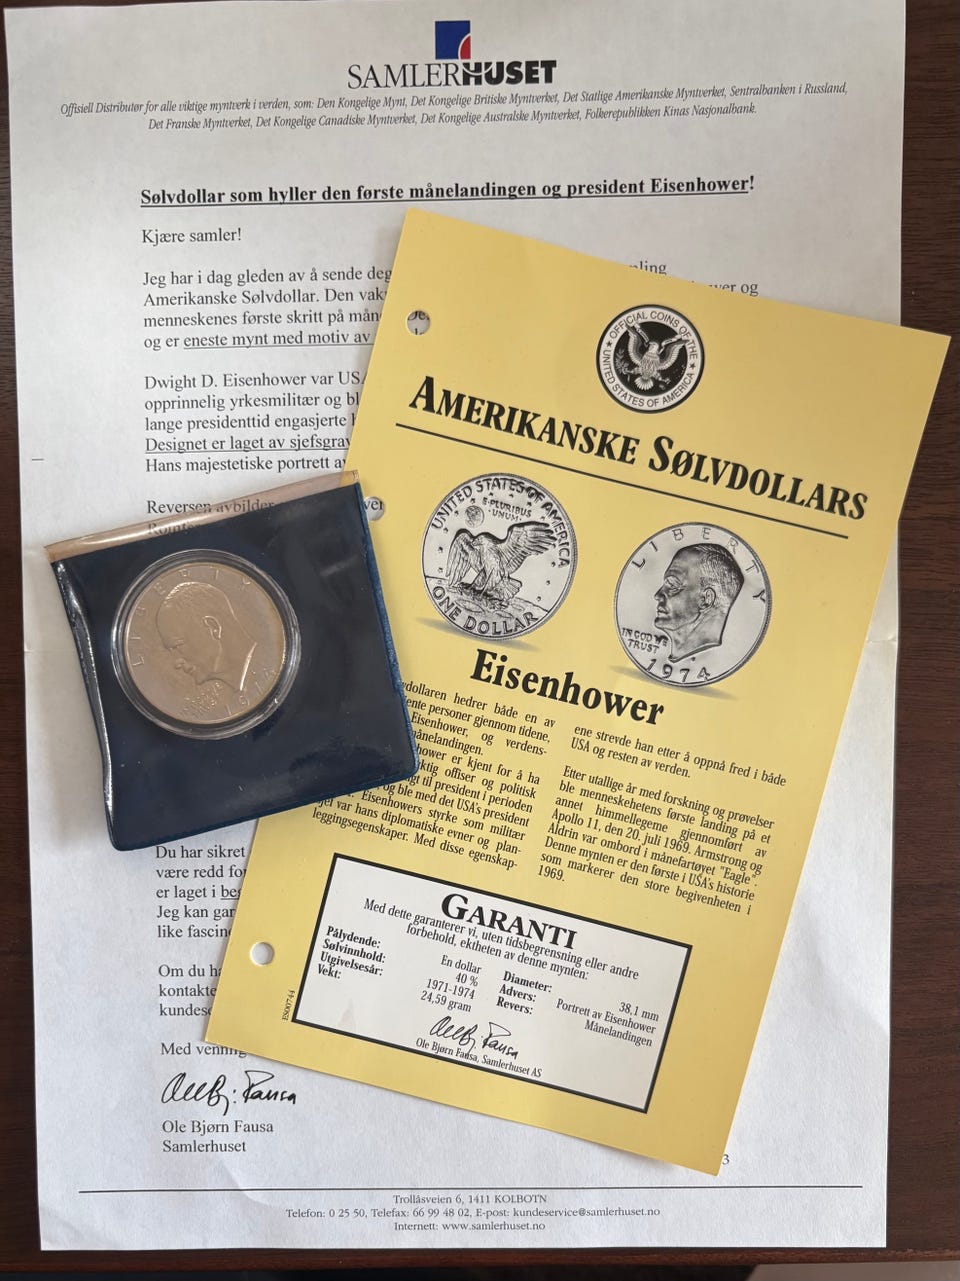 SAMLERHUSET
Offisiell Distributør for alle viktige myntverk i verden, som: Den Kongelige Mynt, Det Kongelige Britiske Myntverket, Det Statlige Amerikanske Myntverket, Sentralbanken i Russland,
Det Franske Myntverket, Det Kongelige Canadiske Myntverket, Det Kongelige Australske Myntverket, Folkerepublikken Kinas Nasjonalbank.
Sølvdollar som hyller den første månelandingen og president Eisenhower!
Kjære samler!
Jeg har i dag gleden av å sende deg
Amerikanske Sølvdollar. Den
menneskenes første skritt på
og er eneste mynt med motiv av
Dwight D. Eisenhower var
opprinnelig yrkesmilitær og
lange presidenttid engasjerte
Designet er laget av
Hans majestetiske portrett
Reversen avbilder
Du har sikret
være redd
er laget i
Jeg kan
like
Om du
kontakte
Med
Ole Bj. Fausa
Ole Bjørn Fausa
Samlerhuset
3
Trollåsveien 6, 1411 KOLBOTN
Telefon: 0 25 50, Telefax: 66 99 48 02, E-post: kundeservice@samlerhuset.no
Internett: www.samlerhuset.no
OFFICIAL COINS OF THE
UNITED STATES OF AMERICA
AMERIKANSKE SØLVDOLLARS
UNITED STATES OF AMERICA
E·PLURIBUS
UNUM·
ONE DOLLAR
LIBERTY
IN GOD WE
TRUST
1974
Eisenhower
hedrer både en av
personer gjennom tidene,
Eisenhower, og verdens-
månelandingen.
er kjent for å ha
offiser og politisk
til president i perioden
og ble med det USA's president
Eisenhowers styrke som militær
var hans diplomatiske evner og plan-
leggingsegenskaper. Med disse egenskap-
ene strevde han etter å oppnå fred i både
USA og resten av verden.
Etter utallige år med forskning og prøvelser
ble menneskehetens første landing på et
annet himmellegeme gjennomført av
Apollo 11, den 20. juli 1969. Armstrong og
Aldrin var ombord i månefartøyet "Eagle".
Denne mynten er den første i USA's historie
som markerer den store begivenheten i
1969.
GARANTI
Med dette garanterer vi, uten tidsbegrensning eller andre
forbehold, ektheten av denne mynten:
Pålydende: En dollar
Sølvinnhold: 40 %
Utgivelsesår: 1971-1974
Vekt: 24,59 gram
Diameter: 38,1 mm
Advers: Portrett av Eisenhower
Revers: Månelandingen
Ole Bj. Fausa
Ole Bjørn Fausa, Samlerhuset AS
ES00744
LIBERTY
1974